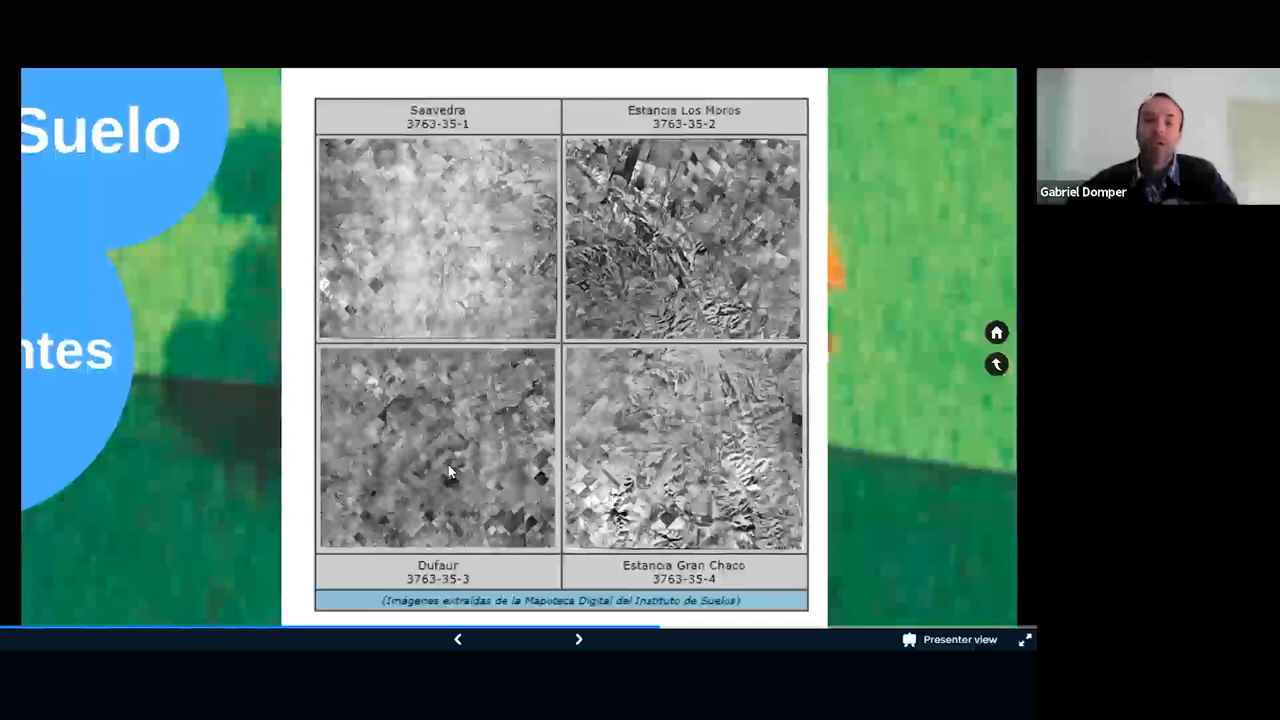 Suelo
ntes
Saavedra
3763-35-1
Estancia Los Moros
3763-35-2
Dufaur
3763-35-3
Estancia Gran Chaco
3763-35-4
(Imágenes extraídas de la Mapoteca Digital del Instituto de Suelos)
Gabriel Domper
Presenter view